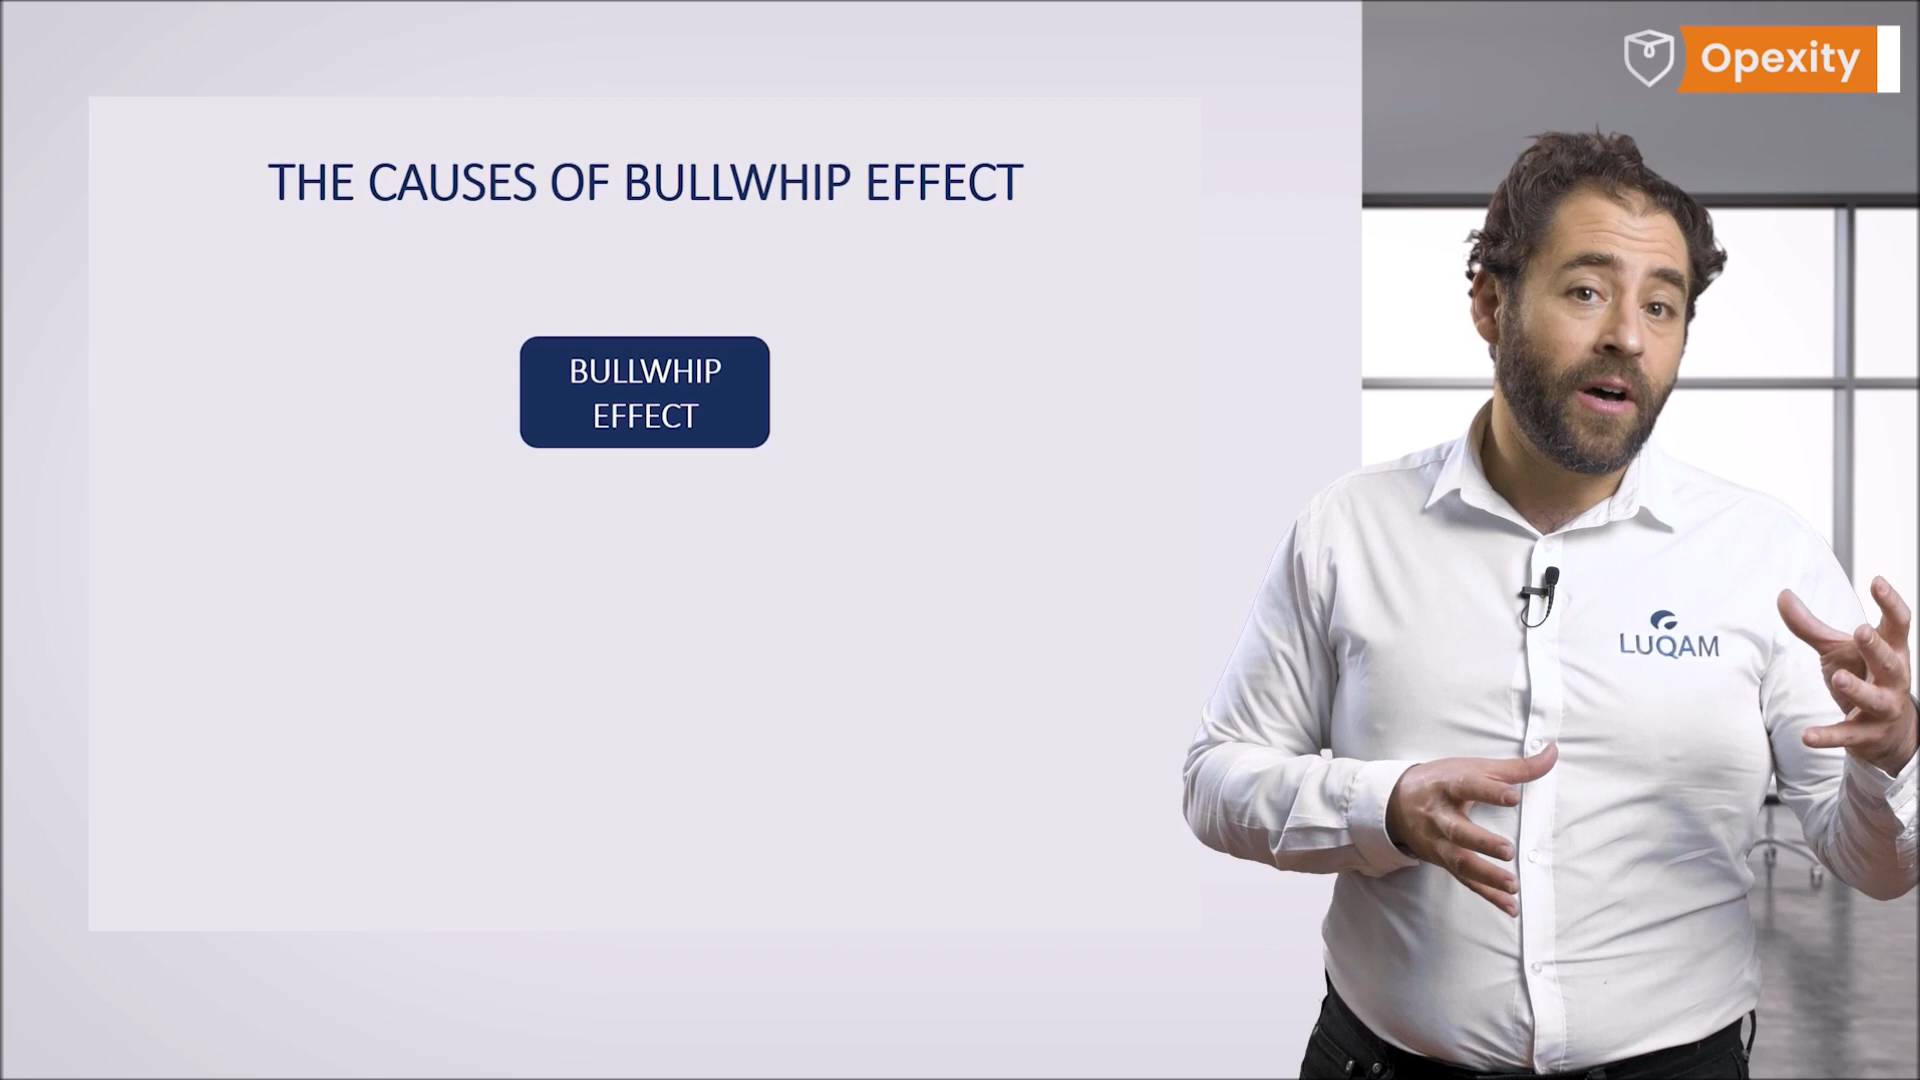 Opexity
THE CAUSES OF BULLWHIP EFFECT
BULLWHIP
EFFECT
LUQAM